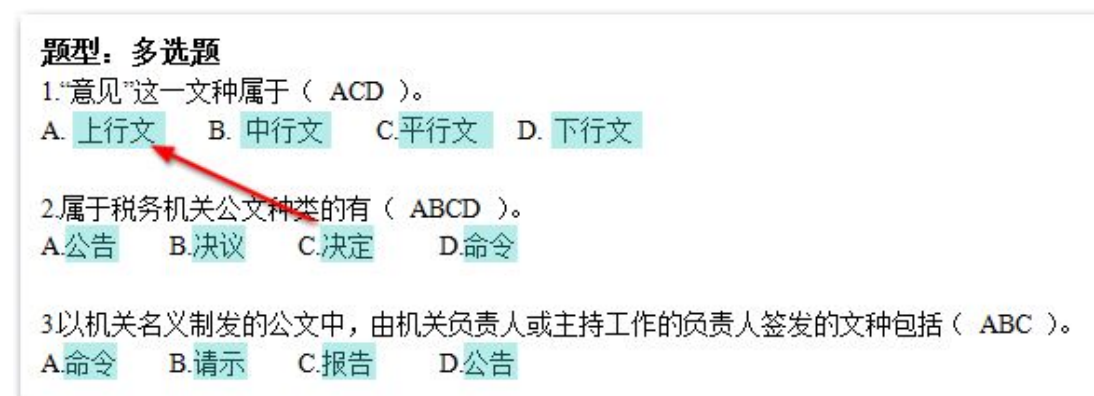 题型：多选题
1.“意见”这一文种属于（ ACD ）。
A. 上行文 B. 中行文 C.平行文 D. 下行文
2.属于税务机关公文种类的有（ ABCD ）。
A.公告 B.决议 C.决定 D.命令
3.以机关名义制发的公文中，由机关负责人或主持工作的负责人签发的文种包括（ ABC ）。
A.命令 B.请示 C.报告 D.公告